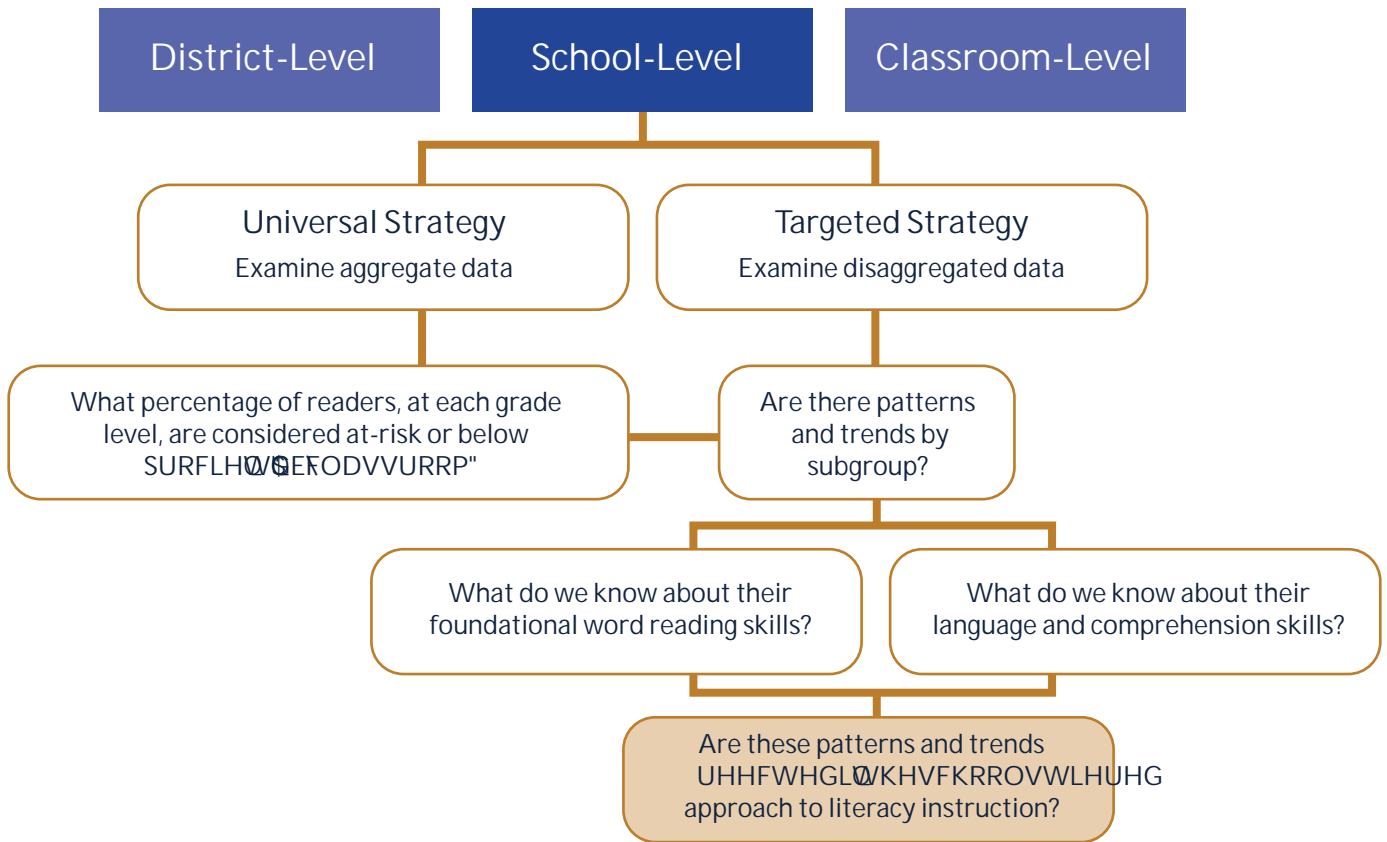 District-Level
School-Level
Classroom-Level
Universal Strategy
Examine aggregate data
Targeted Strategy
Examine disaggregated data
What percentage of readers, at each grade
level, are considered at-risk or below
Are there patterns
and trends by
subgroup?
What do we know about their
foundational word reading skills?
What do we know about their
language and comprehension skills?
Are these patterns and trends
approach to literacy instruction?